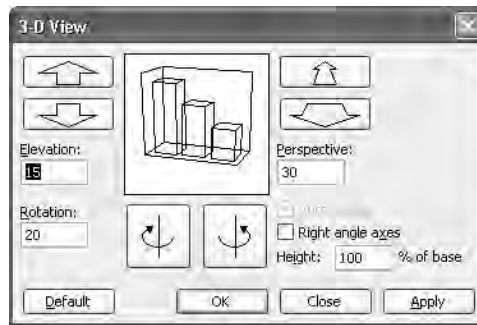 3-D View
Elevation:
15
Perspective:
30
Rotation:
20
Right angle axes
Height: 100 % of base
Default OK Close Apply